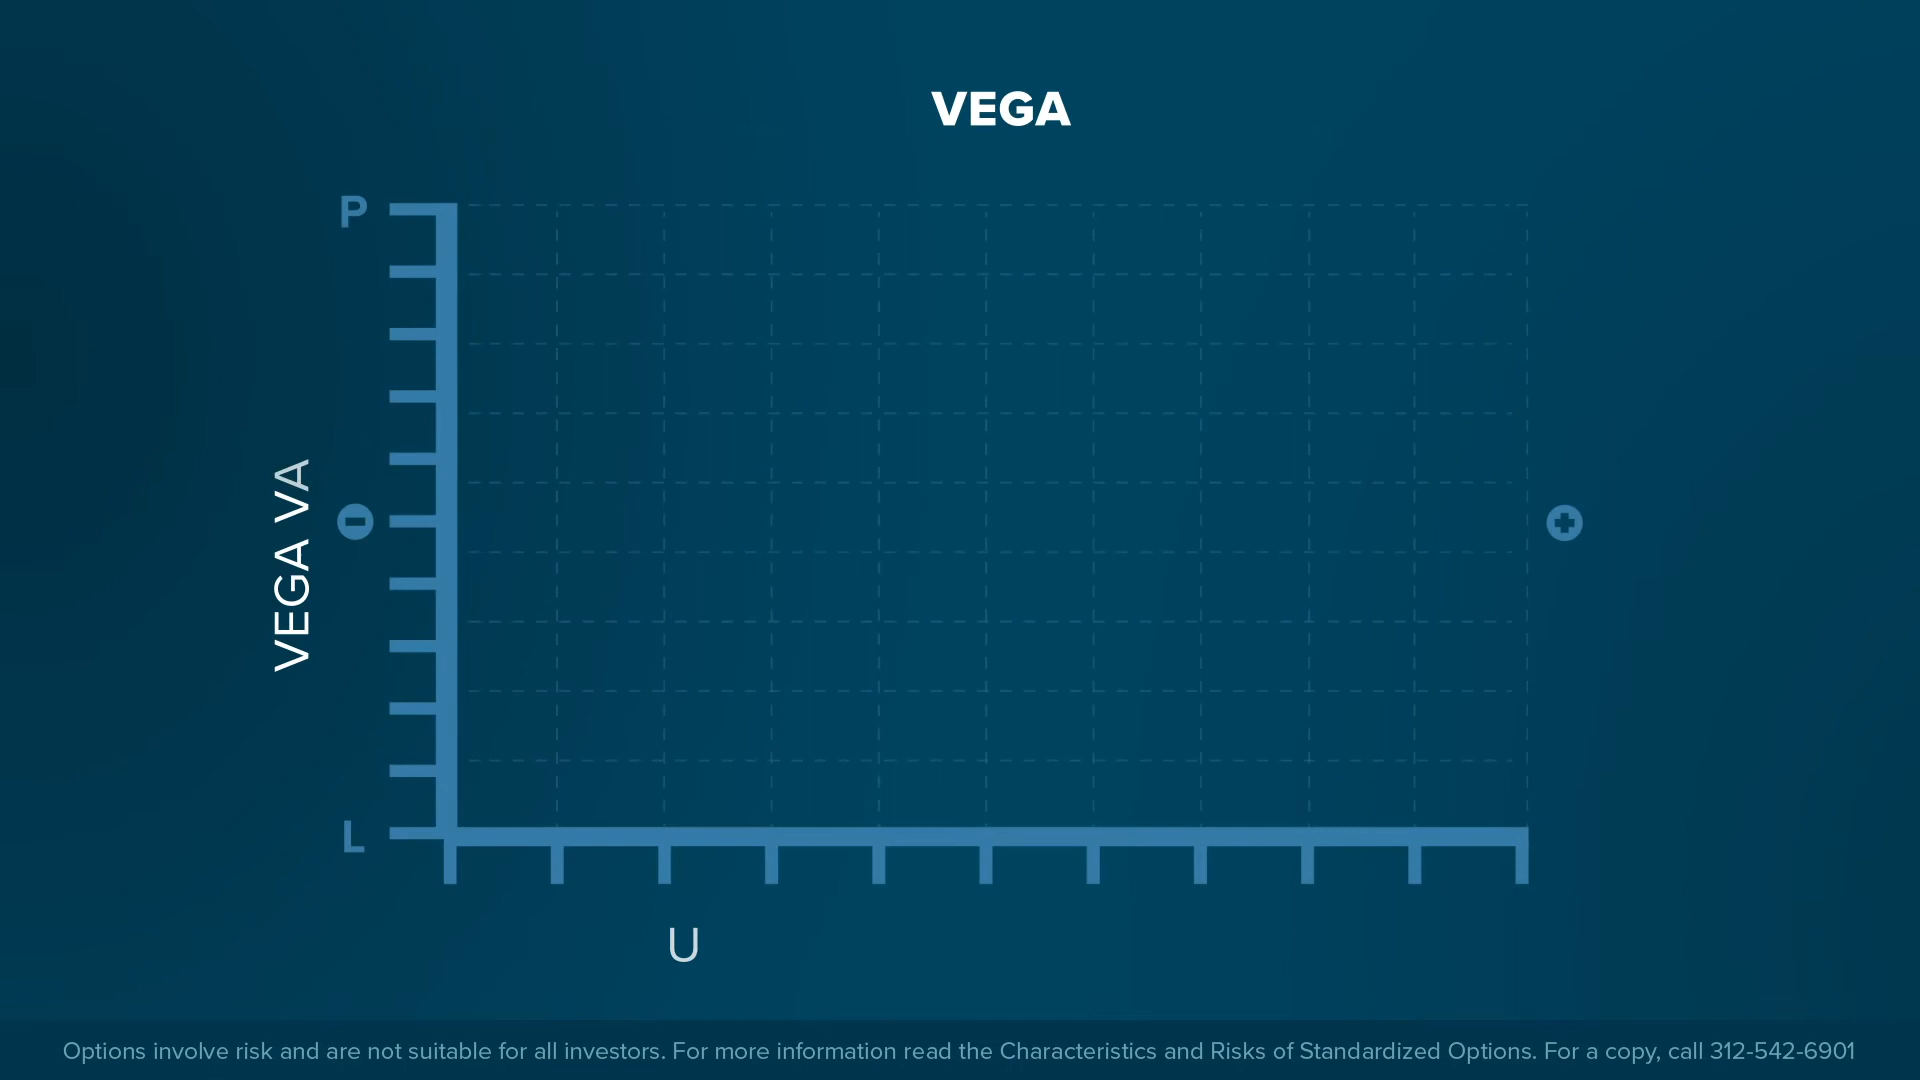 VEGA
P
VEGA VA
L
U
Options involve risk and are not suitable for all investors. For more information read the Characteristics and Risks of Standardized Options. For a copy, call 312-542-6901